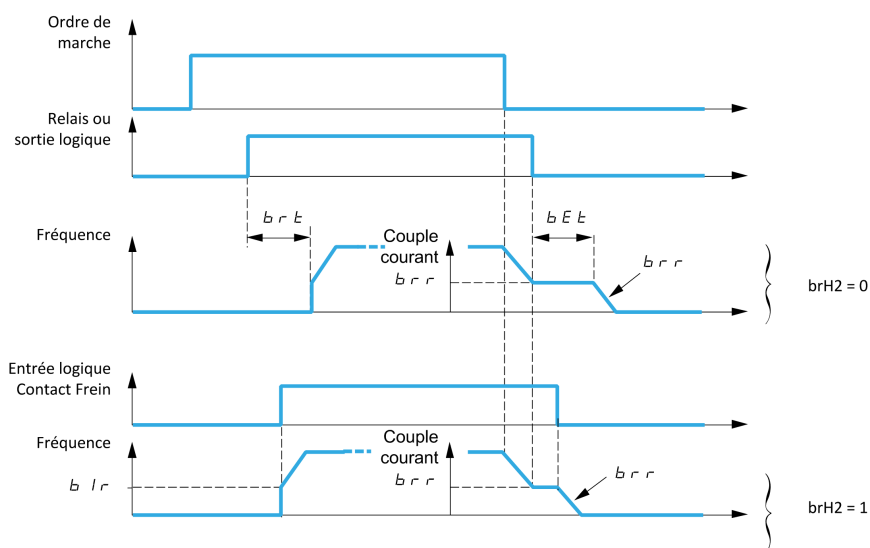 Ordre de
marche
Relais ou
sortie logique
b r t
b E t
Fréquence
Couple
courant
b r r
b r r
brH2 = 0
Entrée logique
Contact Frein
Fréquence
Couple
courant
b I r
b r r
b r r
brH2 = 1